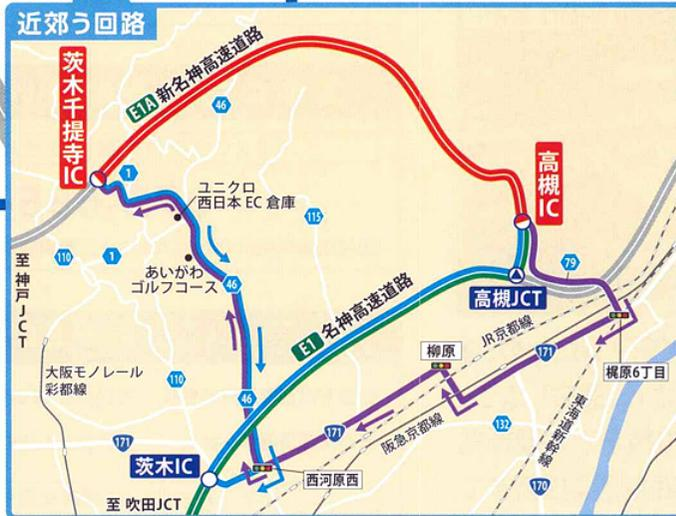 近郊う回路
茨木千提寺IC
E1A 新名神高速道路
46
1
ユニクロ
西日本EC倉庫
115
高槻IC
110
1
あいがわ
ゴルフコース
46
79
至神戸JCT
高槻JCT
E1 名神高速道路
JR京都線
柳原
171
梶原6丁目
大阪モノレール
彩都線
110
46
阪急京都線
東海道新幹線
171
171
132
茨木IC
西河原西
170
至 吹田JCT